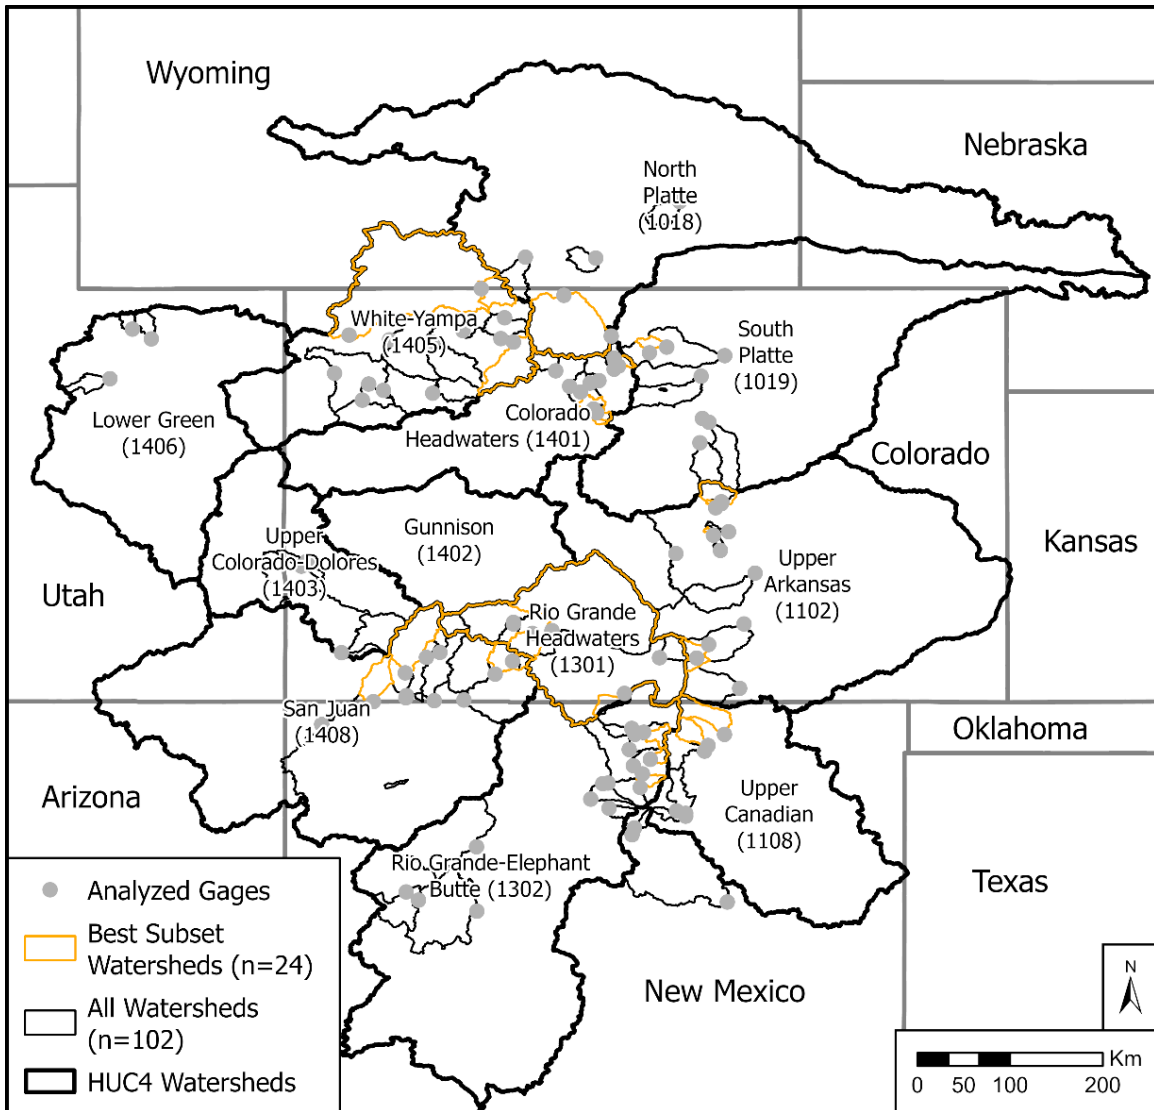 Wyoming
Nebraska
North
Platte
(1018)
White-Yampa
(1405)
South
Platte
(1019)
Lower Green
(1406)
Colorado
Headwaters (1401)
Colorado
Gunnison
(1402)
Upper
Colorado-Dolores
(1403)
Kansas
Utah
Upper
Arkansas
(1102)
Rio Grande
Headwaters
(1301)
San Juan
(1408)
Oklahoma
Arizona
Upper
Canadian
(1108)
Rio Grande-Elephant
Butte (1302)
Texas
New Mexico
Analyzed Gages
Best Subset
Watersheds (n=24)
All Watersheds
(n=102)
HUC4 Watersheds
N
Km
0 50 100 200